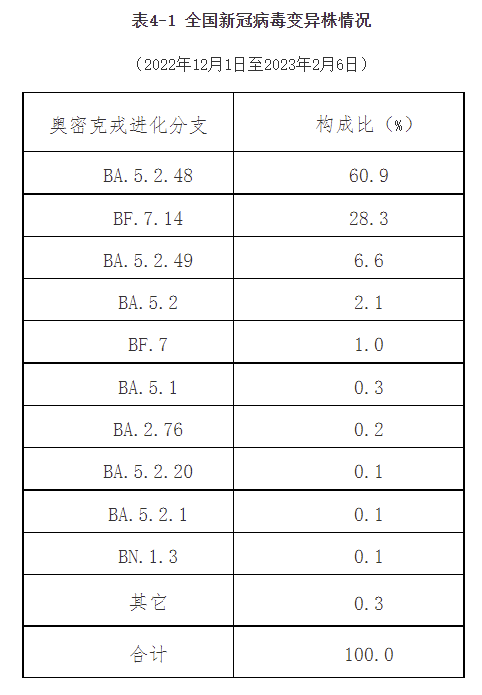 表4-1 全国新冠病毒变异株情况
（2022年12月1日至2023年2月6日）
奥密克戎进化分支 构成比（%）
BA.5.2.48 60.9
BF.7.14 28.3
BA.5.2.49 6.6
BA.5.2 2.1
BF.7 1.0
BA.5.1 0.3
BA.2.76 0.2
BA.5.2.20 0.1
BA.5.2.1 0.1
BN.1.3 0.1
其它 0.3
合计 100.0